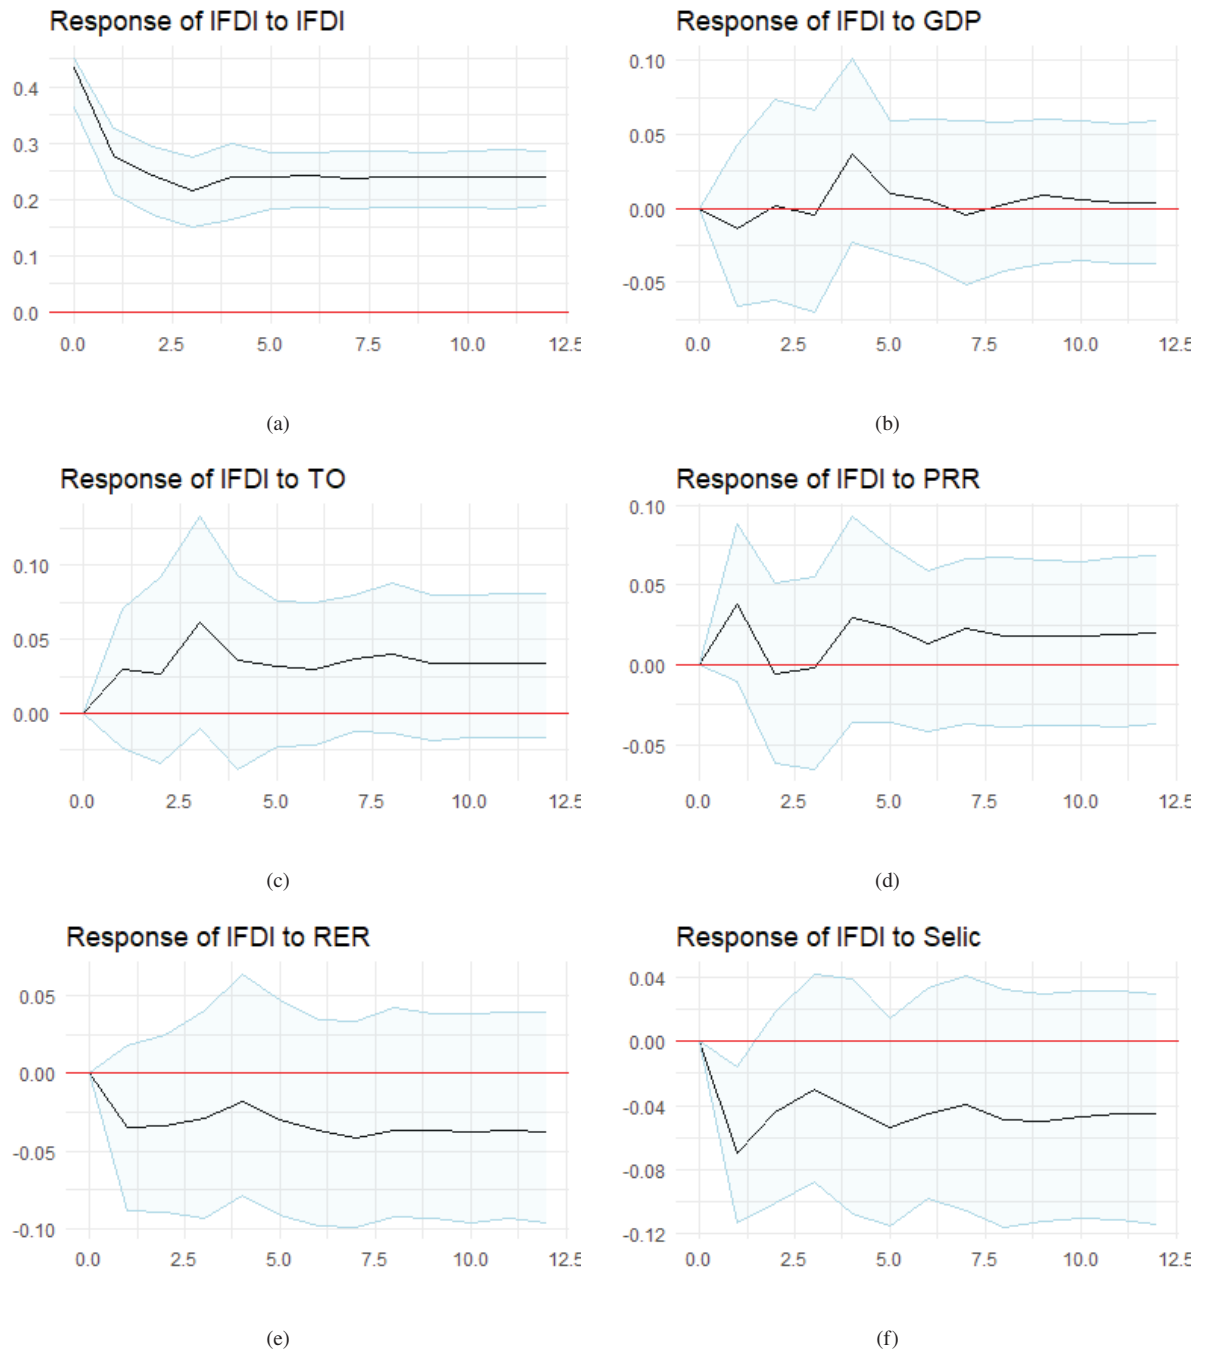 Response of IFDI to IFDI
0.4
0.3
0.2
0.1
0.0
0.0 2.5 5.0 7.5 10.0 12.5
(a)
Response of IFDI to GDP
0.10
0.05
0.00
-0.05
0.0 2.5 5.0 7.5 10.0 12.5
(b)
Response of IFDI to TO
0.10
0.05
0.00
0.0 2.5 5.0 7.5 10.0 12.5
(c)
Response of IFDI to PRR
0.10
0.05
0.00
-0.05
0.0 2.5 5.0 7.5 10.0 12.5
(d)
Response of IFDI to RER
0.05
0.00
-0.05
-0.10
0.0 2.5 5.0 7.5 10.0 12.5
(e)
Response of IFDI to Selic
0.04
0.00
-0.04
-0.08
-0.12
0.0 2.5 5.0 7.5 10.0 12.5
(f)